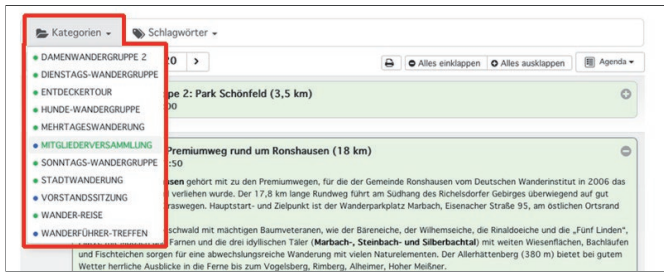 Kategorien Schlagwörter
DAMENWANDERGRUPPE 2
DIENSTAGS-WANDERGRUPPE
ENTDECKERTOUR
HUNDE-WANDERGRUPPE
MEHRTAGESWANDERUNG
MITGLIEDERVERSAMMLUNG
SONNTAGS-WANDERGRUPPE
STADTWANDERUNG
VORSTANDSSITZUNG
WANDER-REISE
WANDERFÜHRER-TREFFEN
20 > Alles einklappen Alles ausklappen Agenda
pe 2: Park Schönfeld (3,5 km)
00
Premiumweg rund um Ronshausen (18 km)
:50
sen gehört mit zu den Premiumwegen, für die der Gemeinde Ronshausen vom Deutschen Wanderinstitut in 2006 das
verliehen wurde. Der 17,8 km lange Rundweg führt am Südhang des Richelsdorfer Gebirges überwiegend auf gut
raswegen. Hauptstart- und Zielpunkt ist der Wanderparkplatz Marbach, Eisenacher Straße 95, am östlichen Ortsrand
schwald mit mächtigen Baumveteranen, wie der Bäreneiche, der Wilhemseiche, die Rinaldoeiche und die „Fünf Linden“,
Farnen und die drei idyllischen Täler (Marbach-, Steinbach- und Silberbachtal) mit weiten Wiesenflächen, Bachläufen
und Fischteichen sorgen für eine abwechslungsreiche Wanderung mit vielen Naturelementen. Der Allerhättenberg (380 m) bietet bei gutem
Wetter herrliche Ausblicke in die Ferne bis zum Vogelsberg, Rimberg, Alheimer, Hoher Meißner.